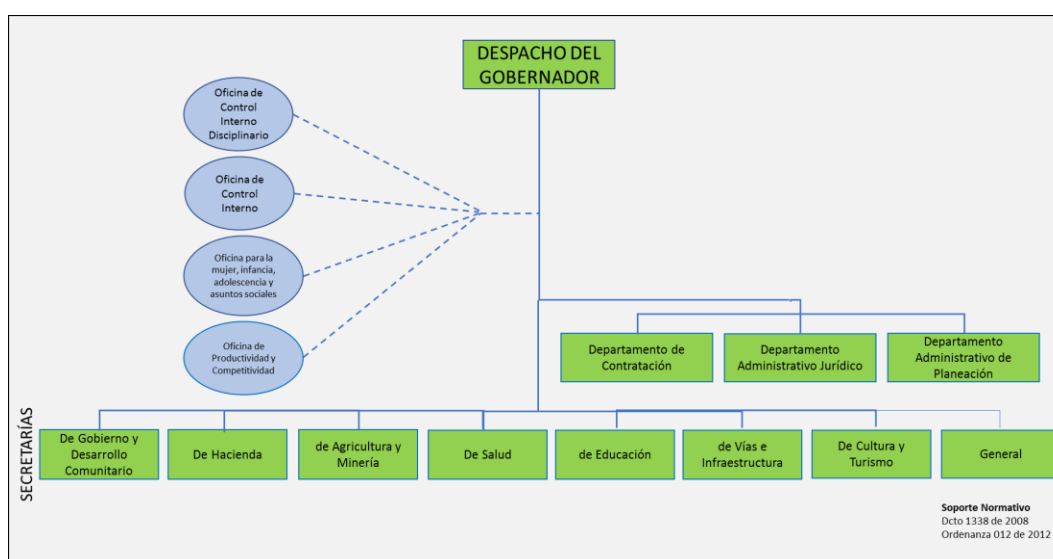 DESPACHO DEL
GOBERNADOR
Oficina de
Control
Interno
Disciplinario
Oficina de
Control
Interno
Oficina para la
mujer, infancia,
adolescencia y
asuntos sociales
Oficina de
Productividad y
Competitividad
Departamento de
Contratación
Departamento
Administrativo Jurídico
Departamento
Administrativo de
Planeación
SECRETARÍAS
De Gobierno y
Desarrollo
Comunitario
De Hacienda
de Agricultura y
Minería
De Salud
de Educación
de Vías e
Infraestructura
De Cultura y
Turismo
General
Soporte Normativo
Dcto 1338 de 2008
Ordenanza 012 de 2012